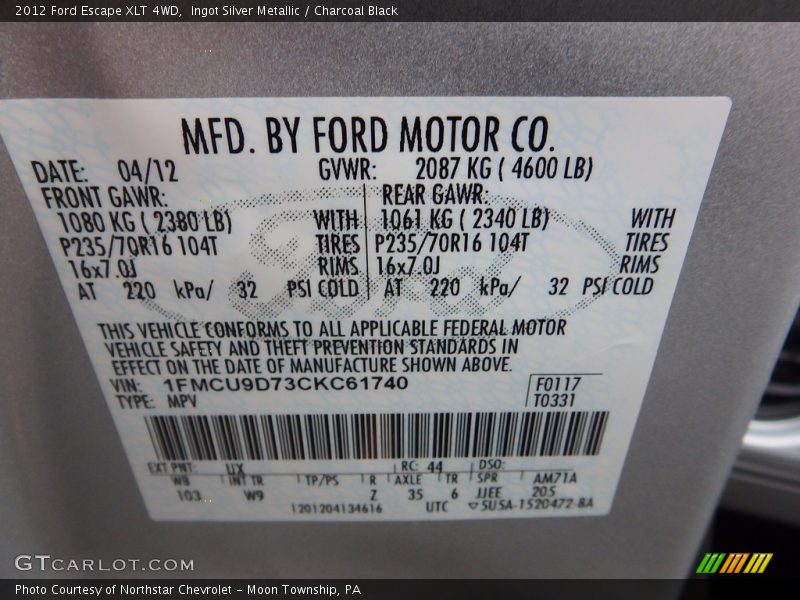 2012 Ford Escape XLT 4WD, Ingot Silver Metallic / Charcoal Black
MFD. BY FORD MOTOR CO.
DATE: 04/12 GVWR: 2087 KG ( 4600 LB)
FRONT GAWR: REAR GAWR:
1080 KG ( 2380 LB) WITH 1061 KG ( 2340 LB) WITH
P235/70R16 104T TIRES P235/70R16 104T TIRES
16x7.0J RIMS 16x7.0J RIMS
AT 220 kPa/ 32 PSI COLD AT 220 kPa/ 32 PSI COLD
THIS VEHICLE CONFORMS TO ALL APPLICABLE FEDERAL MOTOR
VEHICLE SAFETY AND THEFT PREVENTION STANDARDS IN
EFFECT ON THE DATE OF MANUFACTURE SHOWN ABOVE.
VIN: 1FMCU9D73CKC61740 F0117
TYPE: MPV T0331
EXT PNT: UX RC: 44 DSO:
WB INT TR TP/PS R AXLE TR SPR AM71A
103 W9 Z 35 6 JJEE 205
1201204134616 UTC SU5A-1520472-BA
Ford
GTCARLOT.COM
Photo Courtesy of Northstar Chevrolet - Moon Township, PA